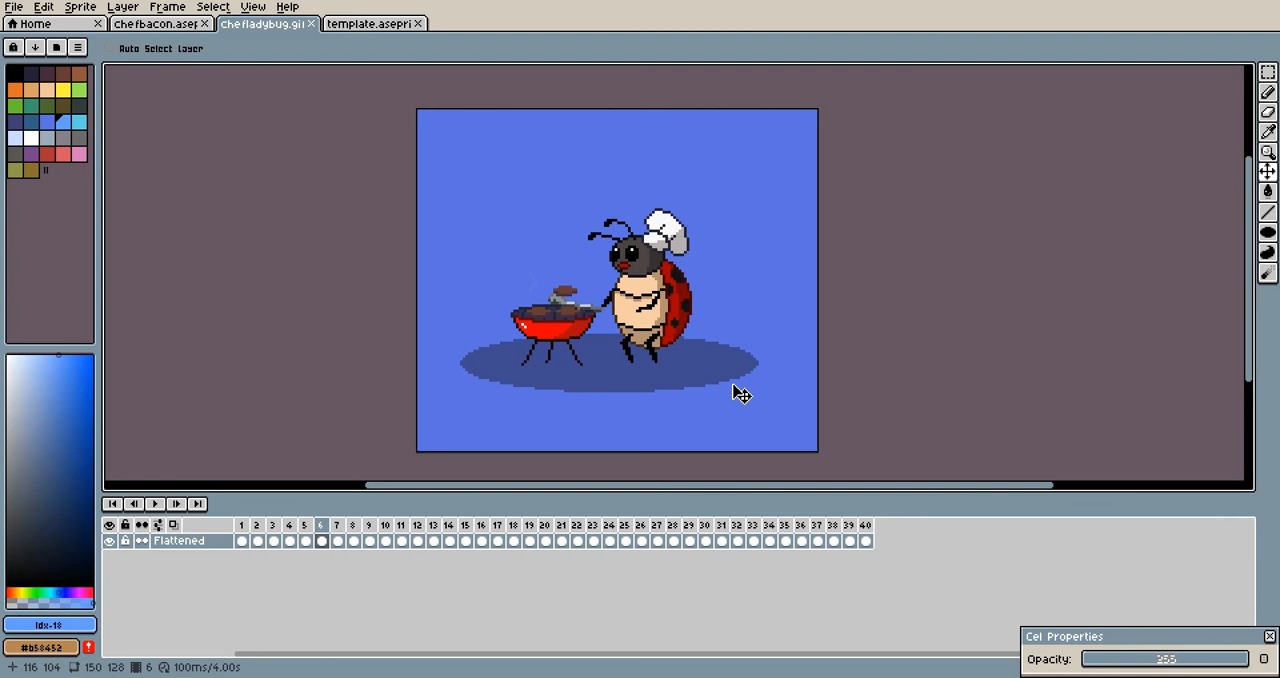 File Edit Sprite Layer Frame Select View Help
Home chefbacon.asep chefladybug.gif template.asepri
Auto Select Layer
1 2 3 4 5 6 7 8 9 10 11 12 13 14 15 16 17 18 19 20 21 22 23 24 25 26 27 28 29 30 31 32 33 34 35 36 37 38 39 40
Flattened
Idx-18
#b58452
116 104 150 128 6 100ms/4.00s
Cel Properties
Opacity: 255